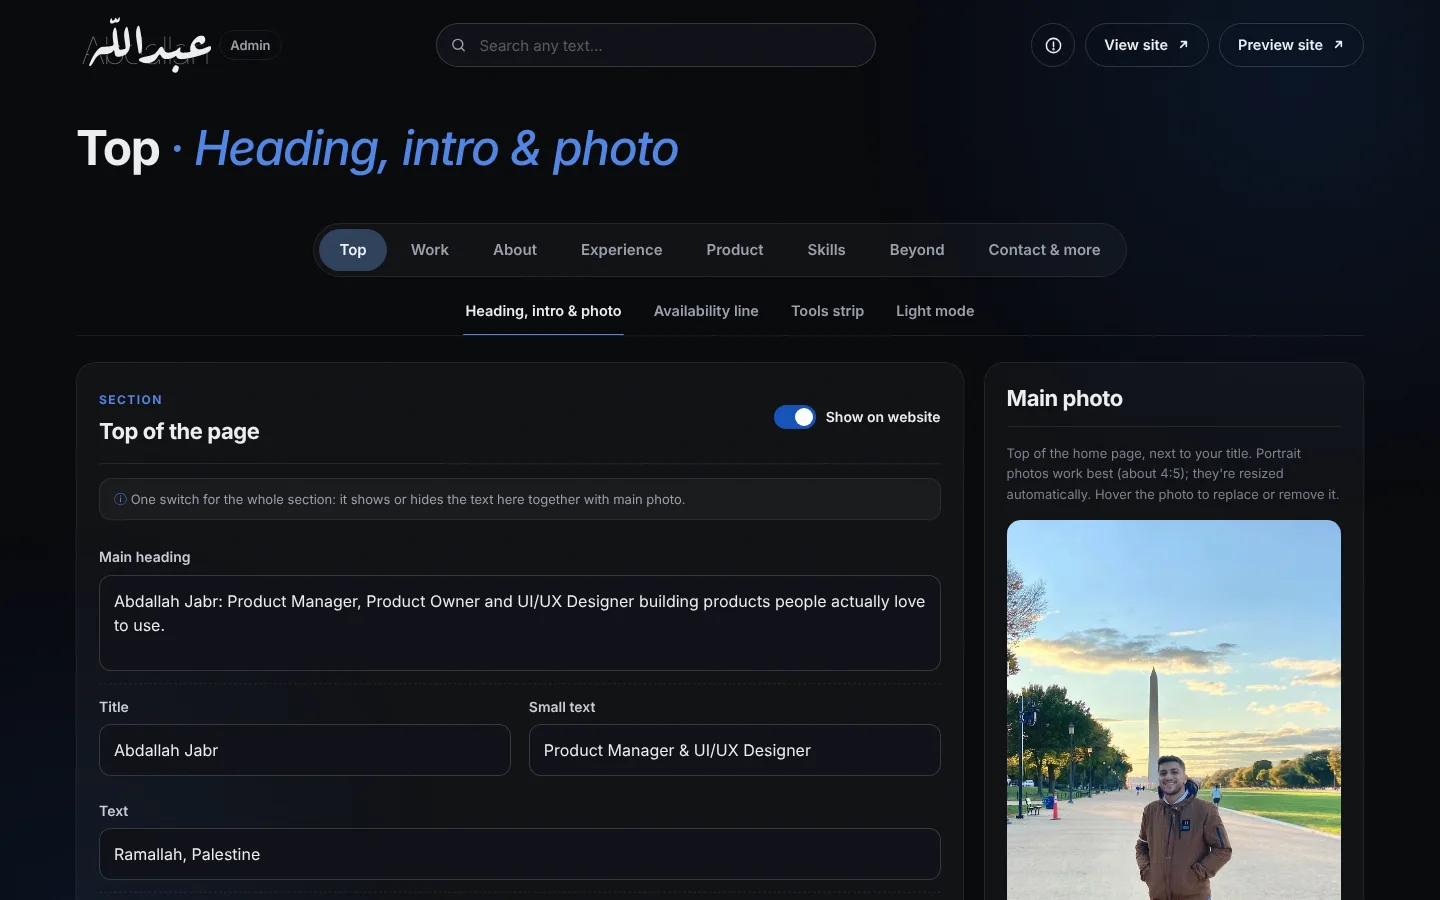 عبدالله
Abdallah
Admin
Search any text...
View site
Preview site
Top · Heading, intro & photo
Top
Work
About
Experience
Product
Skills
Beyond
Contact & more
Heading, intro & photo
Availability line
Tools strip
Light mode
SECTION
Top of the page
Show on website
One switch for the whole section: it shows or hides the text here together with main photo.
Main heading
Abdallah Jabr: Product Manager, Product Owner and UI/UX Designer building products people actually love
to use.
Title
Abdallah Jabr
Small text
Product Manager & UI/UX Designer
Text
Ramallah, Palestine
Main photo
Top of the home page, next to your title. Portrait
photos work best (about 4:5); they're resized
automatically. Hover the photo to replace or remove it.